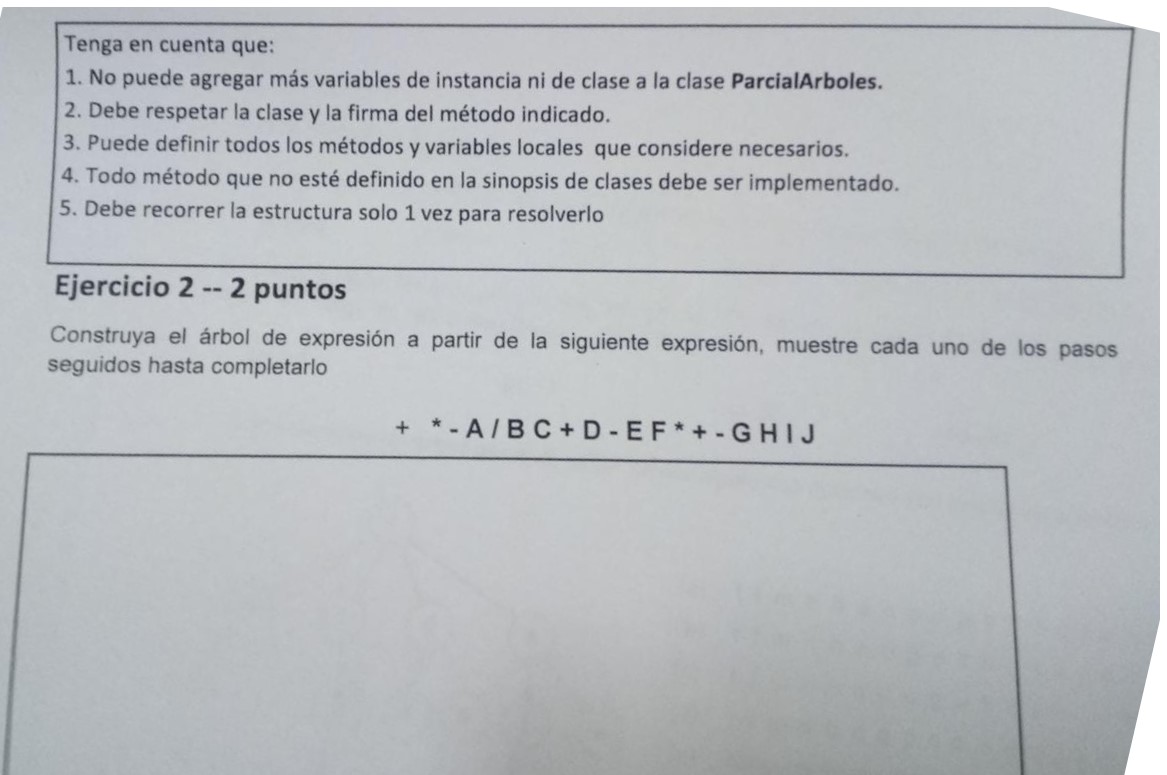 Tenga en cuenta que:
1. No puede agregar más variables de instancia ni de clase a la clase ParcialArboles.
2. Debe respetar la clase y la firma del método indicado.
3. Puede definir todos los métodos y variables locales que considere necesarios.
4. Todo método que no esté definido en la sinopsis de clases debe ser implementado.
5. Debe recorrer la estructura solo 1 vez para resolverlo
Ejercicio 2 -- 2 puntos
Construya el árbol de expresión a partir de la siguiente expresión, muestre cada uno de los pasos
seguidos hasta completarlo
+ * - A / B C + D - E F * + - G H I J